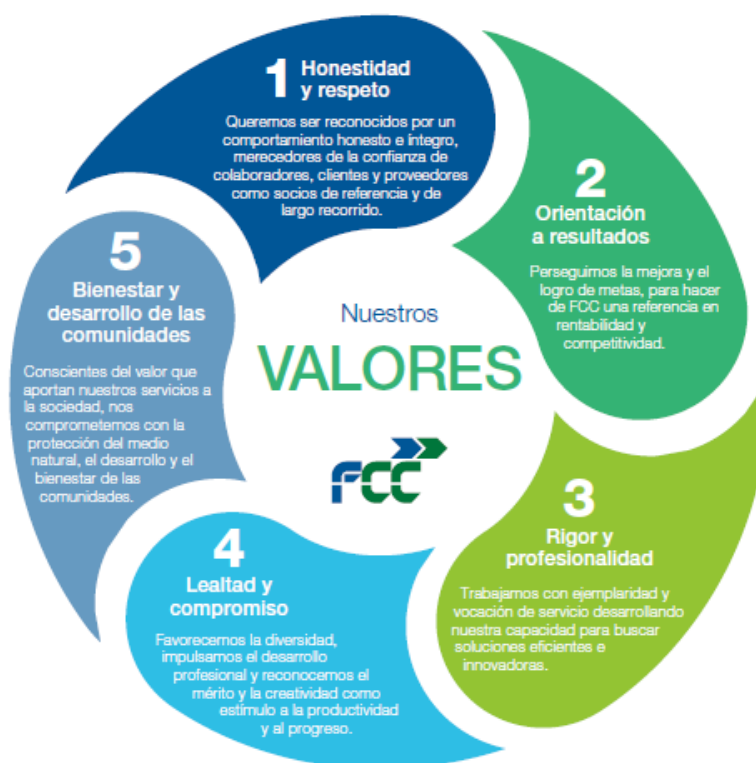 1 Honestidad
y respeto
Queremos ser reconocidos por un
comportamiento honesto e íntegro,
merecedores de la confianza de
colaboradores, clientes y proveedores
como socios de referencia y de
largo recorrido.
2
Orientación
a resultados
Perseguimos la mejora y el
logro de metas, para hacer
de FCC una referencia en
rentabilidad y
competitividad.
3
Rigor y
profesionalidad
Trabajamos con ejemplaridad y
vocación de servicio desarrollando
nuestra capacidad para buscar
soluciones eficientes e
innovadoras.
4
Lealtad y
compromiso
Favorecemos la diversidad,
impulsamos el desarrollo
profesional y reconocemos el
mérito y la creatividad como
estímulo a la productividad
y al progreso.
5
Bienestar y
desarrollo de las
comunidades
Conscientes del valor que
aportan nuestros servicios a
la sociedad, nos
comprometemos con la
protección del medio
natural, el desarrollo y el
bienestar de las
comunidades.
Nuestros
VALORES
FCC